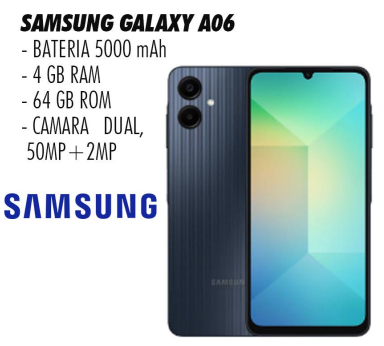 SAMSUNG GALAXY A06
- BATERIA 5000 mAh
- 4 GB RAM
- 64 GB ROM
- CAMARA DUAL,
50MP+2MP
SAMSUNG
SAMSUNG